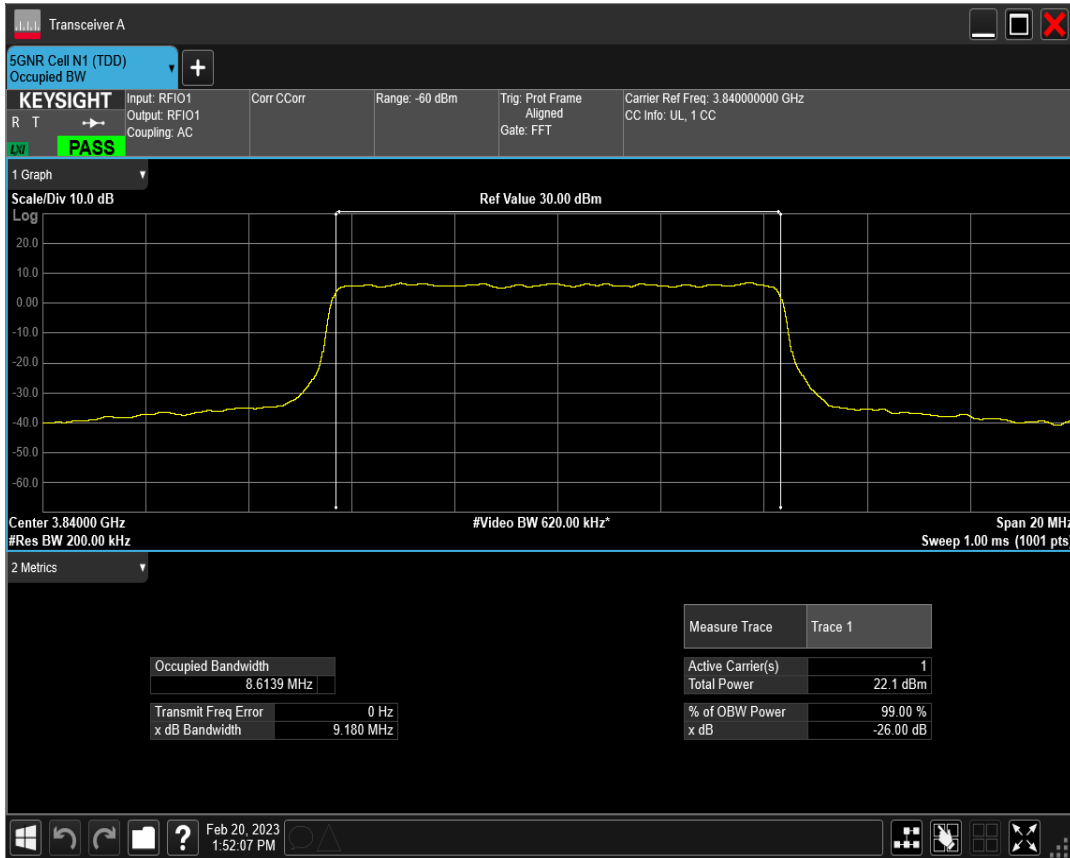 Transceiver A
5GNR Cell N1 (TDD)
Occupied BW
+
KEYSIGHT
R T
LXI
PASS
Input: RFIO1
Output: RFIO1
Coupling: AC
Corr CCorr
Range: -60 dBm
Trig: Prot Frame
Aligned
Gate: FFT
Carrier Ref Freq: 3.840000000 GHz
CC Info: UL, 1 CC
1 Graph
Scale/Div 10.0 dB
Ref Value 30.00 dBm
Log
20.0
10.0
0.00
-10.0
-20.0
-30.0
-40.0
-50.0
-60.0
Center 3.84000 GHz
#Video BW 620.00 kHz*
Span 20 MHz
#Res BW 200.00 kHz
Sweep 1.00 ms (1001 pts)
2 Metrics
Measure Trace Trace 1
Occupied Bandwidth
8.6139 MHz
Active Carrier(s) 1
Total Power 22.1 dBm
Transmit Freq Error 0 Hz
x dB Bandwidth 9.180 MHz
% of OBW Power 99.00 %
x dB -26.00 dB
?
Feb 20, 2023
1:52:07 PM